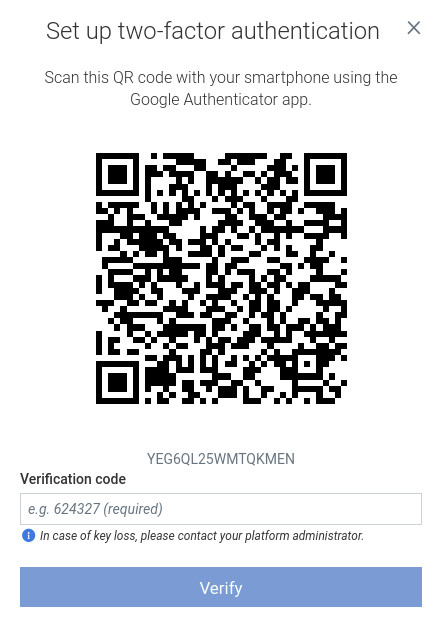 Set up two-factor authentication
Scan this QR code with your smartphone using the
Google Authenticator app.
YEG6QL25WMTQKMEN
Verification code
e.g. 624327 (required)
In case of key loss, please contact your platform administrator.
Verify